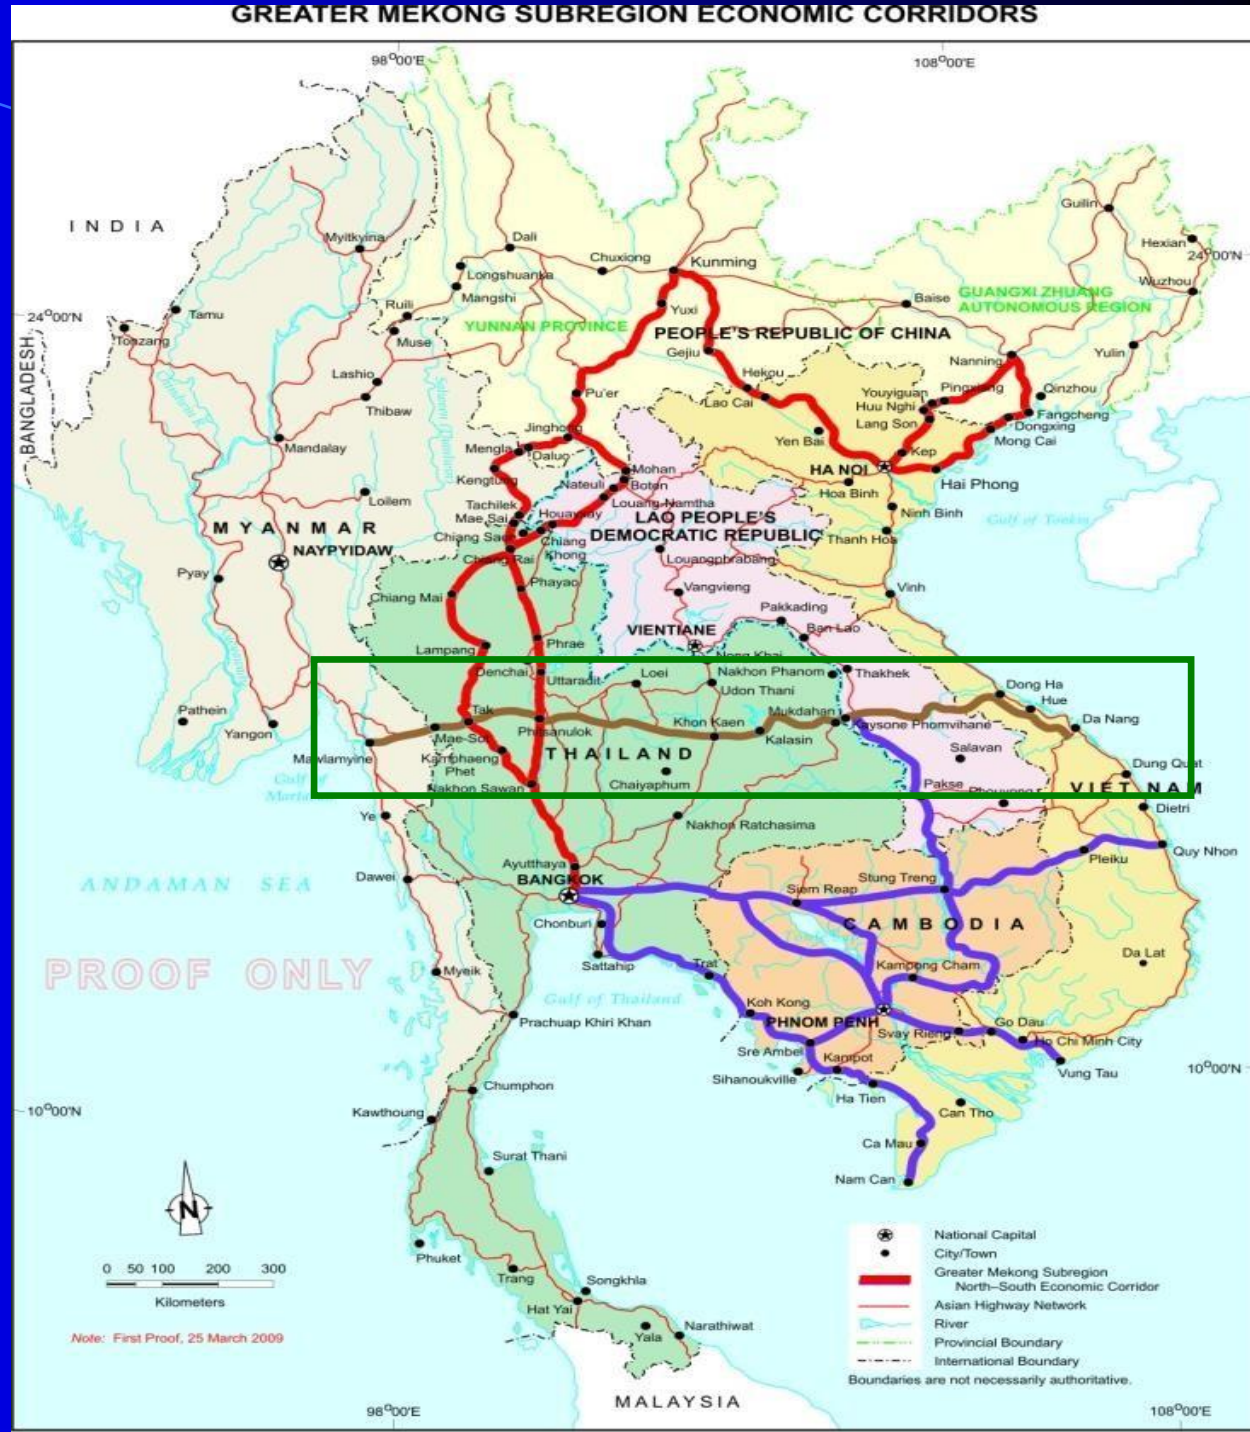 GREATER MEKONG SUBREGION ECONOMIC CORRIDORS
98°00'E
108°00'E
INDIA
Myitkyina
Dali
Chuxiong
Kunming
Guilin
Hexian
24°00'N
Longshuanka
Mangshi
Wuzhou
Tamu
Ruili
Yuxi
Baise
GUANGXI ZHUANG
AUTONOMOUS REGION
24°00'N
YUNNAN PROVINCE
PEOPLE'S REPUBLIC OF CHINA
Tonzang
Muse
Gejiu
Nanning
Yulin
BANGLADESH
Lashio
Hekou
Youyiguan
Pingxiang
Qinzhou
Thibaw
Pu'er
Lao Cai
Huu Nghi
Fangcheng
Lang Son
Dongxing
Chindwin
Jinghong
Yen Bai
Mong Cai
Mandalay
Mengla
Daluo
Kep
Mohan
HA NOI
Kengtung
Nateuil
Boten
Hoa Binh
Hai Phong
Loilem
Louang Namtha
Tachilek
Houayxay
Ninh Binh
MYANMAR
Mae Sai
LAO PEOPLE'S
DEMOCRATIC REPUBLIC
Gulf of Tonkin
NAYPYIDAW
Chiang Saen
Chiang
Khong
Thanh Hoa
Chiang Rai
Louangphrabang
Pyay
Phayao
Vangvieng
Vinh
Chiang Mai
Pakkading
VIENTIANE
Ban Lao
Lampang
Phrae
Nong Khai
Denchai
Uttaradit
Loei
Nakhon Phanom
Thakhek
Udon Thani
Dong Ha
Pathein
Yangon
Tak
Mukdahan
Hue
Phitsanulok
Khon Kaen
Kaysone Phomvihane
Da Nang
Mae-Sot
Kalasin
Mawlamyine
Kamphaeng
Phet
THAILAND
Salavan
Dung Quat
Gulf of
Nakhon Sawan
Chaiyaphum
Pakse
VIET NAM
Dietri
Ye
Nakhon Ratchasima
Quy Nhon
Ayutthaya
Pleiku
ANDAMAN SEA
Dawei
BANGKOK
Siem Reap
Stung Treng
Chonburi
CAMBODIA
PROOF ONLY
Myeik
Sattahip
Trat
Kampong Cham
Da Lat
Gulf of Thailand
Koh Kong
Prachuap Khiri Khan
PHNOM PENH
Svay Rieng
Go Dau
Sre Ambel
Ho Chi Minh City
Kampot
Sihanoukville
Vung Tau
10°00'N
Chumphon
Ha Tien
Can Tho
10°00'N
Kawthoung
Ca Mau
Surat Thani
Nam Can
N
National Capital
City/Town
Greater Mekong Subregion
North–South Economic Corridor
Asian Highway Network
River
Provincial Boundary
International Boundary
Boundaries are not necessarily authoritative.
Phuket
0 50 100 200 300
Kilometers
Trang
Songkhla
Hat Yai
Note: First Proof, 25 March 2009
Yala
Narathiwat
MALAYSIA
98°00'E
108°00'E